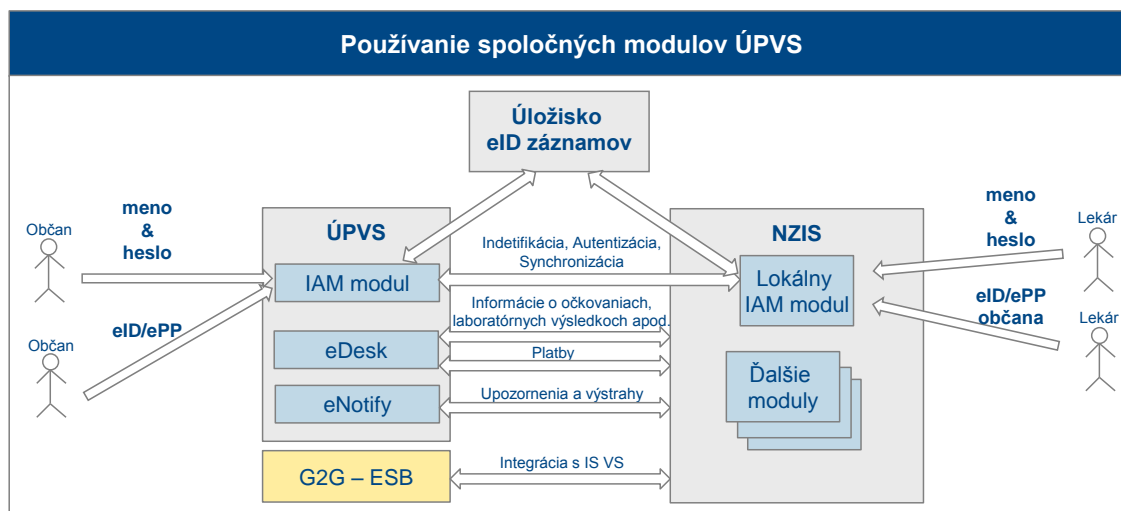 Používanie spoločných modulov ÚPVS
Úložisko
eID záznamov
meno
&
heslo
Občan
ÚPVS
IAM modul
eID/ePP
Občan
eDesk
eNotify
G2G – ESB
Indetifikácia, Autentizácia,
Synchronizácia
Informácie o očkovaniach,
laboratórnych výsledkoch apod.
Platby
Upozornenia a výstrahy
Integrácia s IS VS
NZIS
Lokálny
IAM modul
Ďalšie
moduly
meno
&
heslo
Lekár
eID/ePP
občana
Lekár